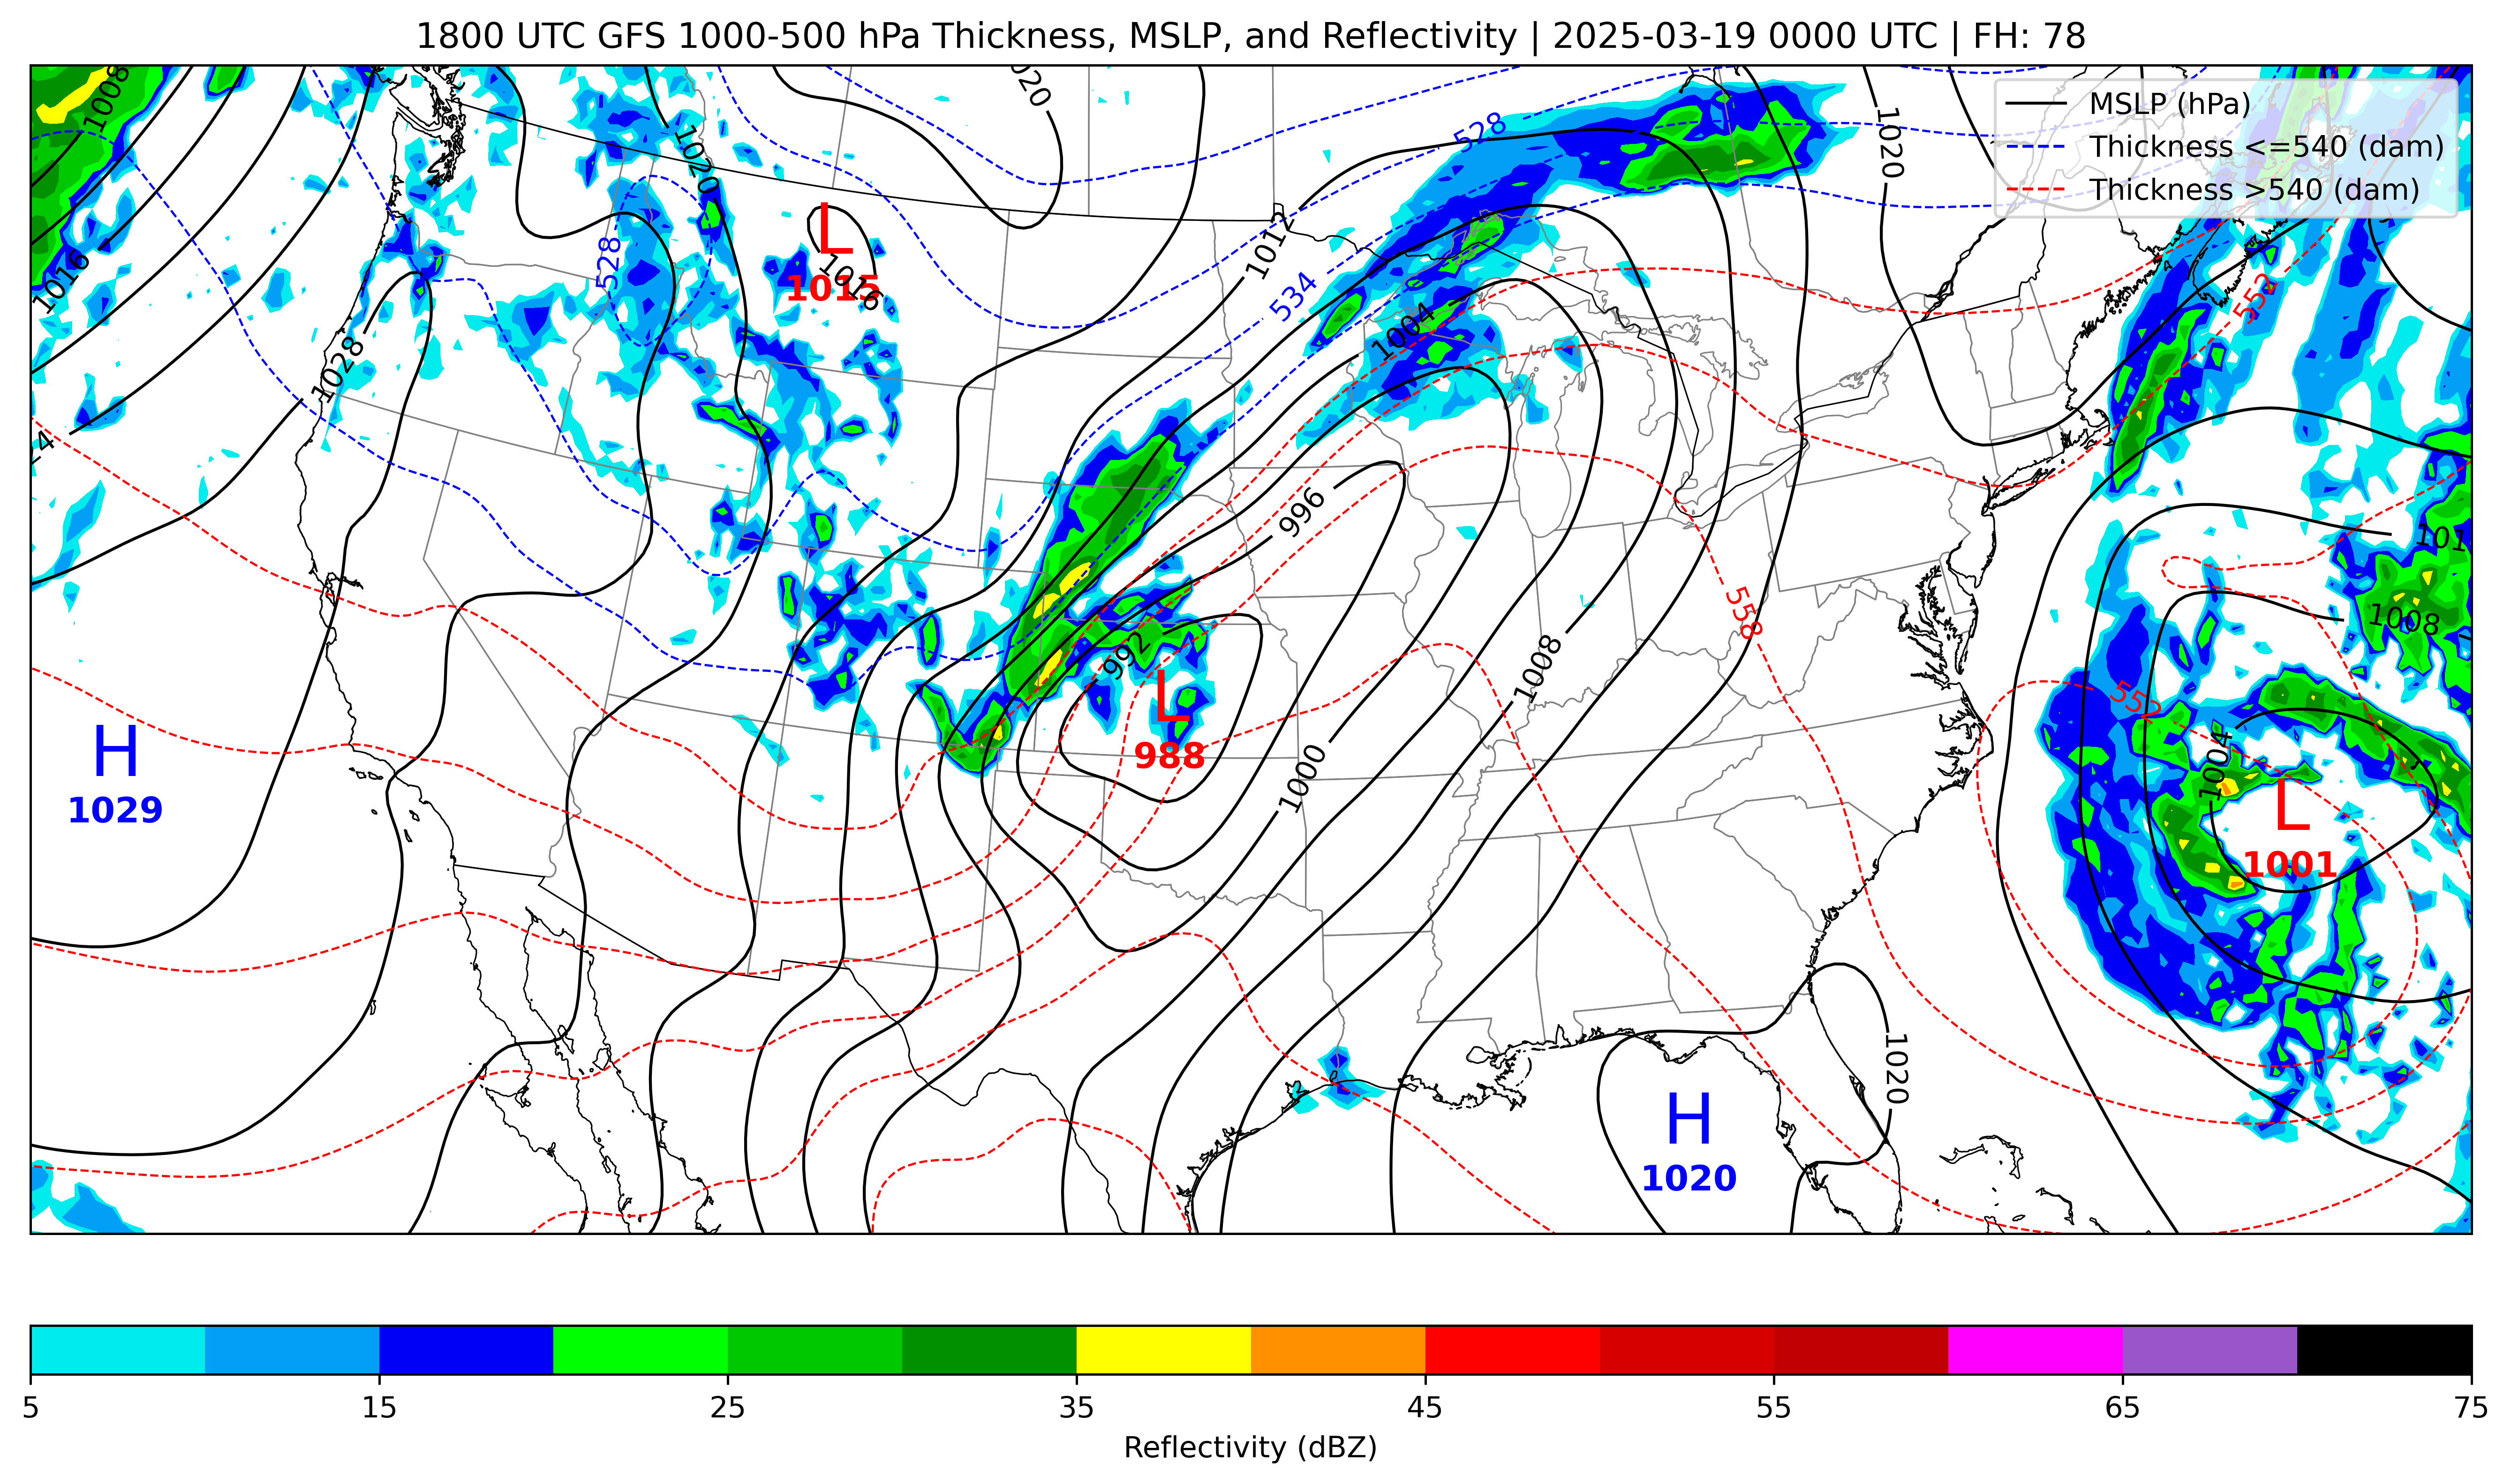 1800 UTC GFS 1000-500 hPa Thickness, MSLP, and Reflectivity | 2025-03-19 0000 UTC | FH: 78
MSLP (hPa)
Thickness <=540 (dam)
Thickness >540 (dam)
1008
020
1020
528
1020
1012
L
1015
1016
528
534
1016
1004
552
1028
4
996
101
1008
558
992
L
988
1008
552
1004
H
1029
1000
L
1001
1020
H
1020
5 15 25 35 45 55 65 75
Reflectivity (dBZ)